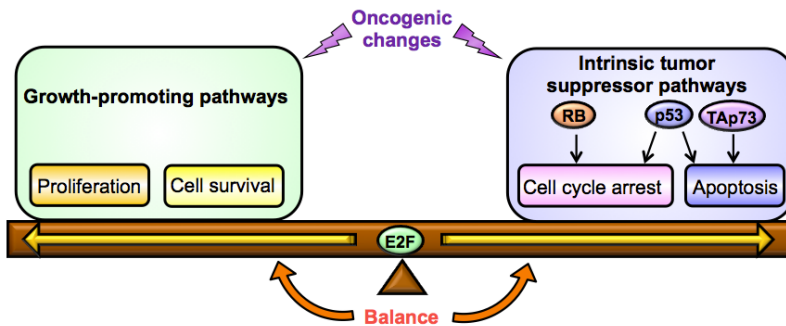 Oncogenic
changes
Growth-promoting pathways
Proliferation
Cell survival
Intrinsic tumor
suppressor pathways
RB
p53
TAp73
Cell cycle arrest
Apoptosis
E2F
Balance